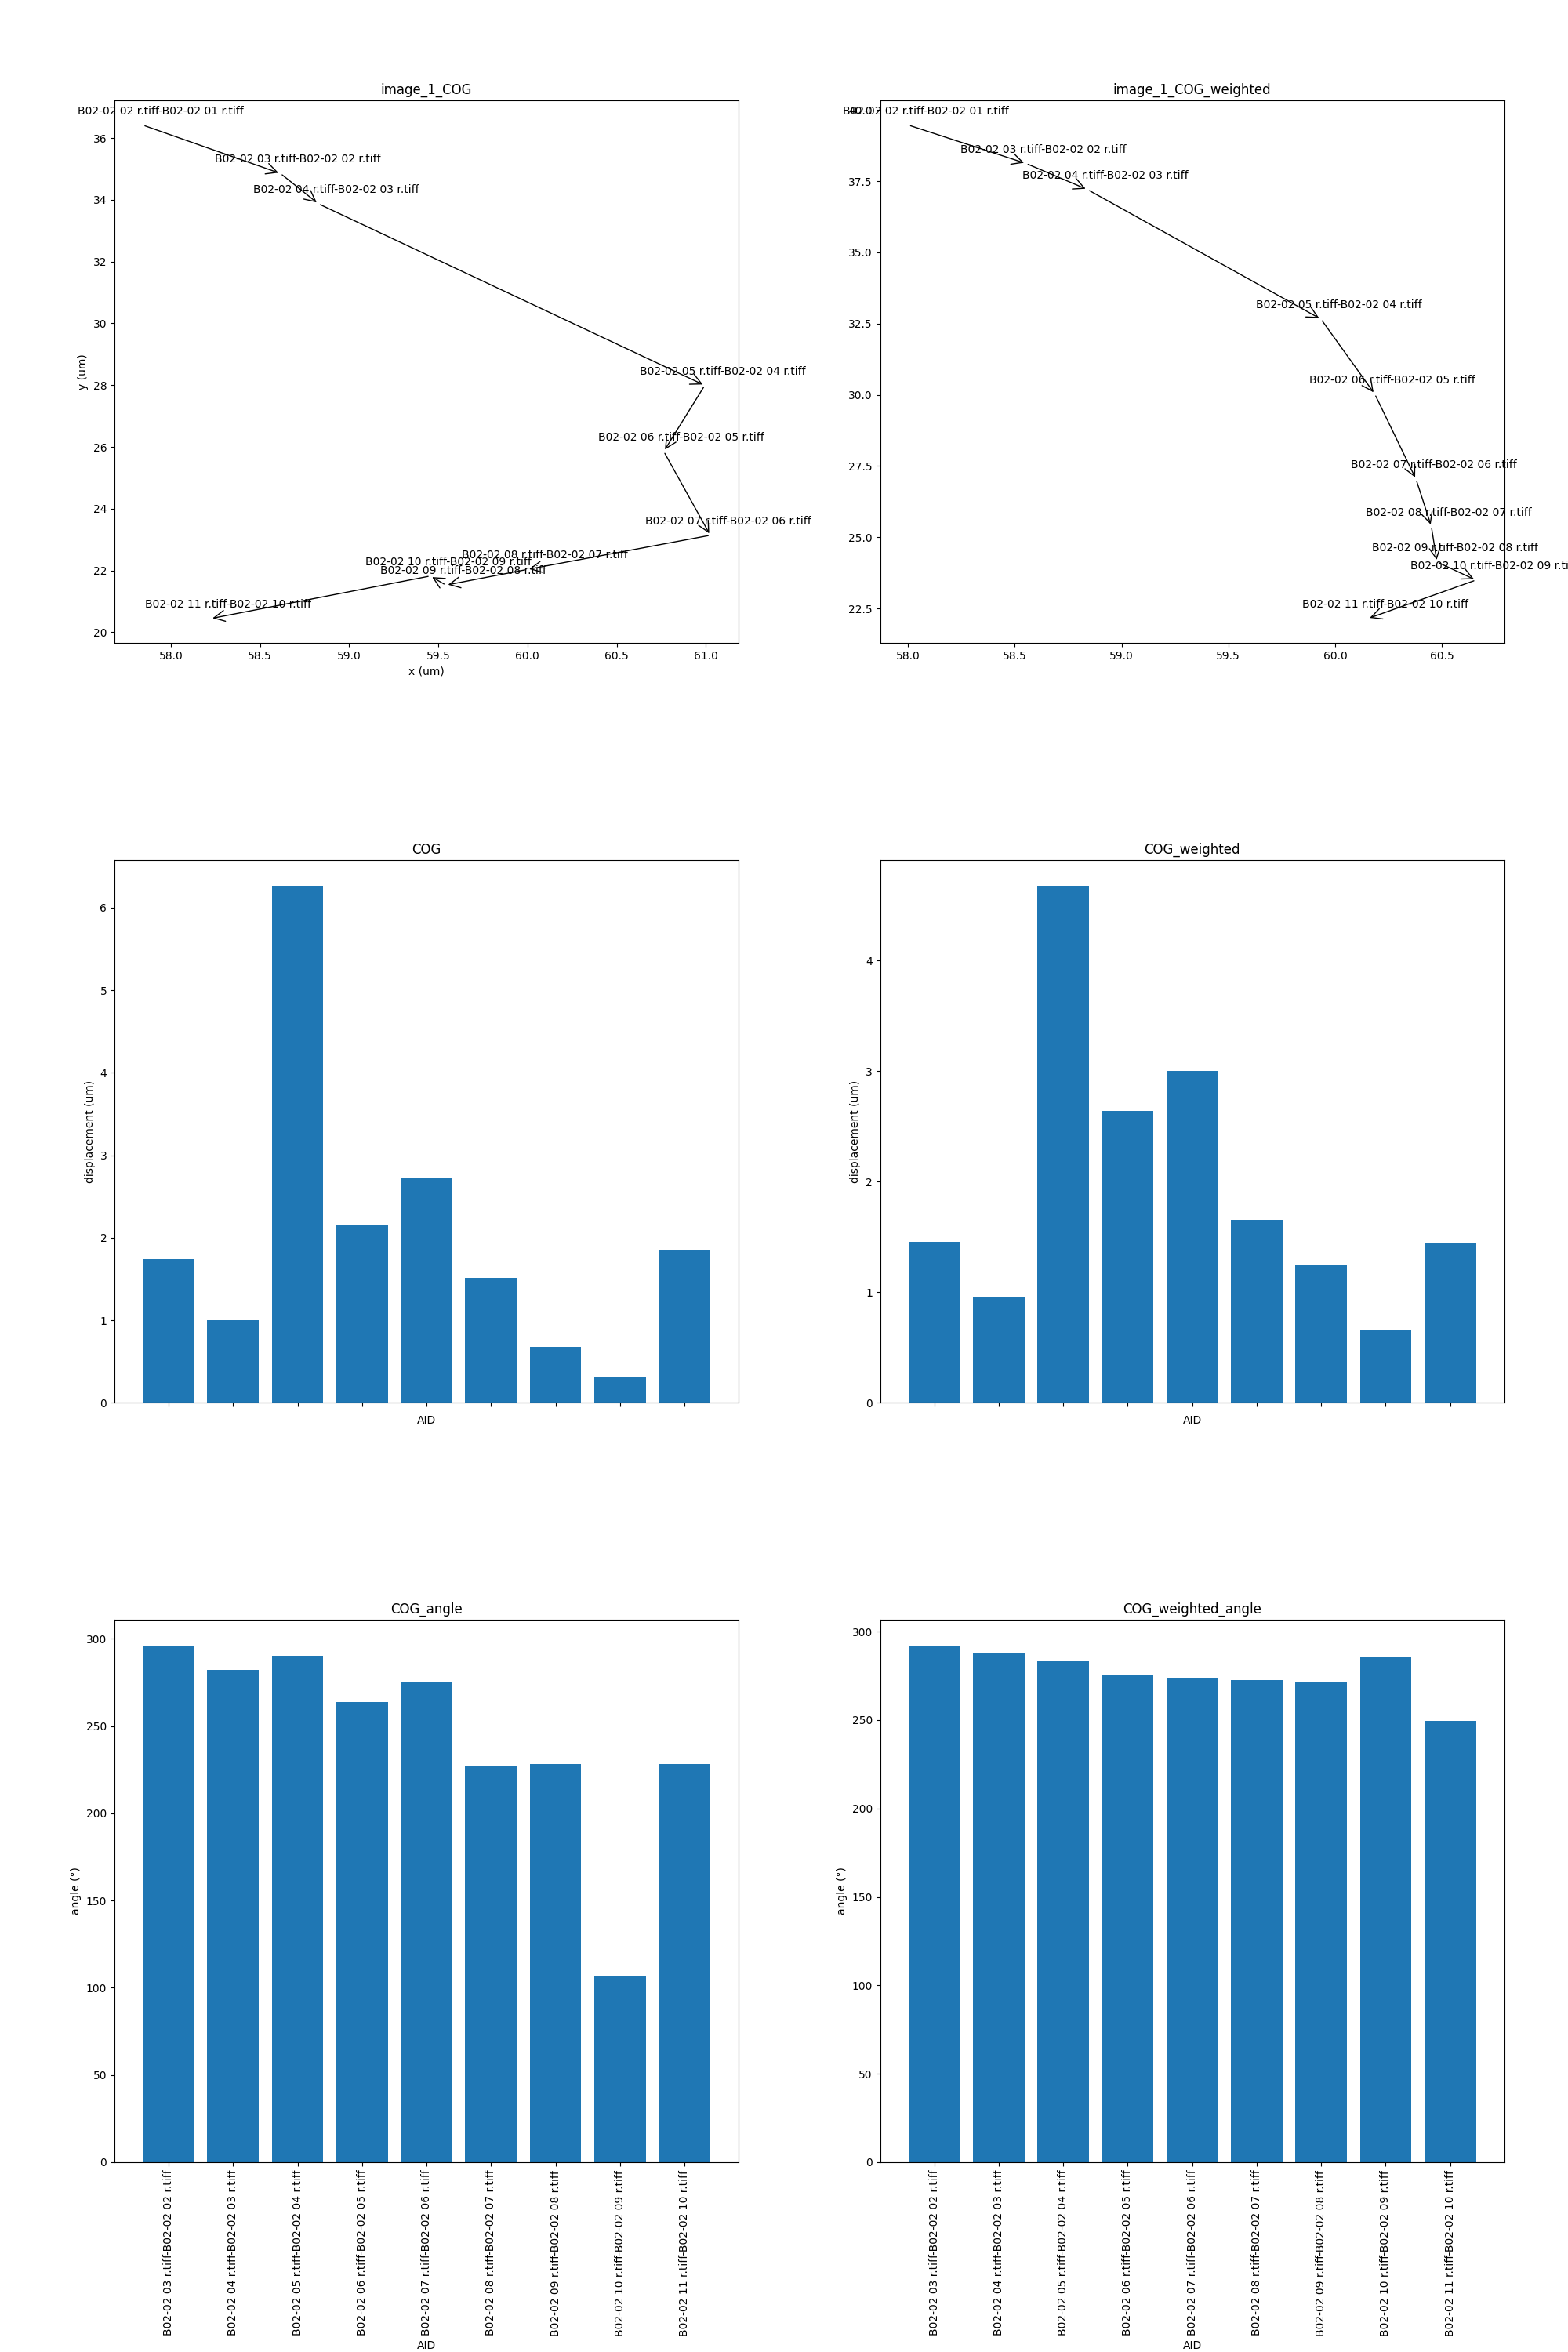 image_1_COG
B02-02 02 r.tiff-B02-02 01 r.tiff
B02-02 03 r.tiff-B02-02 02 r.tiff
B02-02 04 r.tiff-B02-02 03 r.tiff
B02-02 05 r.tiff-B02-02 04 r.tiff
B02-02 06 r.tiff-B02-02 05 r.tiff
B02-02 07 r.tiff-B02-02 06 r.tiff
B02-02 08 r.tiff-B02-02 07 r.tiff
B02-02 10 r.tiff-B02-02 09 r.tiff
B02-02 09 r.tiff-B02-02 08 r.tiff
B02-02 11 r.tiff-B02-02 10 r.tiff
36
34
32
30
28
26
24
22
20
y (um)
58.0 58.5 59.0 59.5 60.0 60.5 61.0
x (um)
image_1_COG_weighted
B02-02 02 r.tiff-B02-02 01 r.tiff
B02-02 03 r.tiff-B02-02 02 r.tiff
B02-02 04 r.tiff-B02-02 03 r.tiff
B02-02 05 r.tiff-B02-02 04 r.tiff
B02-02 06 r.tiff-B02-02 05 r.tiff
B02-02 07 r.tiff-B02-02 06 r.tiff
B02-02 08 r.tiff-B02-02 07 r.tiff
B02-02 09 r.tiff-B02-02 08 r.tiff
B02-02 10 r.tiff-B02-02 09 r.ti
B02-02 11 r.tiff-B02-02 10 r.tiff
40.0
37.5
35.0
32.5
30.0
27.5
25.0
22.5
58.0 58.5 59.0 59.5 60.0 60.5
COG
6
5
4
3
2
1
0
displacement (um)
AID
COG_weighted
4
3
2
1
0
displacement (um)
AID
COG_angle
300
250
200
150
100
50
0
angle (°)
B02-02 03 r.tiff-B02-02 02 r.tiff
B02-02 04 r.tiff-B02-02 03 r.tiff
B02-02 05 r.tiff-B02-02 04 r.tiff
B02-02 06 r.tiff-B02-02 05 r.tiff
B02-02 07 r.tiff-B02-02 06 r.tiff
B02-02 08 r.tiff-B02-02 07 r.tiff
B02-02 09 r.tiff-B02-02 08 r.tiff
B02-02 10 r.tiff-B02-02 09 r.tiff
B02-02 11 r.tiff-B02-02 10 r.tiff
AID
COG_weighted_angle
300
250
200
150
100
50
0
angle (°)
B02-02 03 r.tiff-B02-02 02 r.tiff
B02-02 04 r.tiff-B02-02 03 r.tiff
B02-02 05 r.tiff-B02-02 04 r.tiff
B02-02 06 r.tiff-B02-02 05 r.tiff
B02-02 07 r.tiff-B02-02 06 r.tiff
B02-02 08 r.tiff-B02-02 07 r.tiff
B02-02 09 r.tiff-B02-02 08 r.tiff
B02-02 10 r.tiff-B02-02 09 r.tiff
B02-02 11 r.tiff-B02-02 10 r.tiff
AID